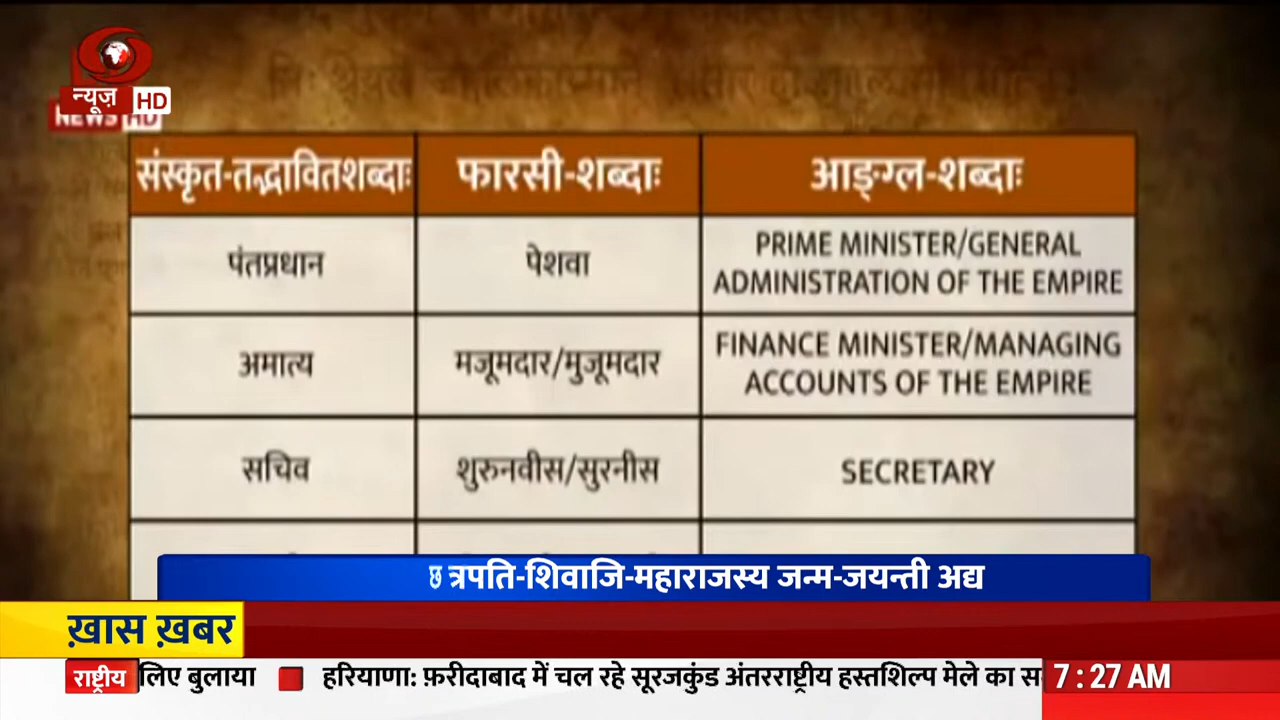 न्यूज़ HD
NEWS HD
संस्कृत-तद्भावितशब्दाः फारसी-शब्दाः आङ्ग्ल-शब्दाः
पंतप्रधान पेशवा PRIME MINISTER/GENERAL
ADMINISTRATION OF THE EMPIRE
अमात्य मजूमदार/मुजूमदार FINANCE MINISTER/MANAGING
ACCOUNTS OF THE EMPIRE
सचिव शुरुनवीस/सुरनीस SECRETARY
छत्रपति-शिवाजि-महाराजस्य जन्म-जयन्ती अद्य
ख़ास ख़बर
राष्ट्रीय लिए बुलाया हरियाणा: फ़रीदाबाद में चल रहे सूरजकुंड अंतरराष्ट्रीय हस्तशिल्प मेले का 7:27 AM